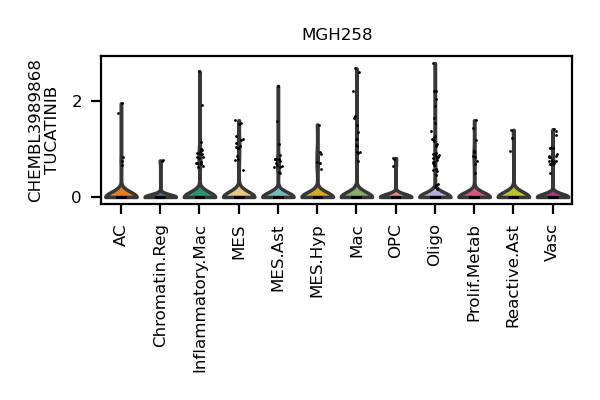 MGH258
CHEMBL3989868
TUCATINIB
2
0
AC
Chromatin.Reg
Inflammatory.Mac
MES
MES.Ast
MES.Hyp
Mac
OPC
Oligo
Prolif.Metab
Reactive.Ast
Vasc